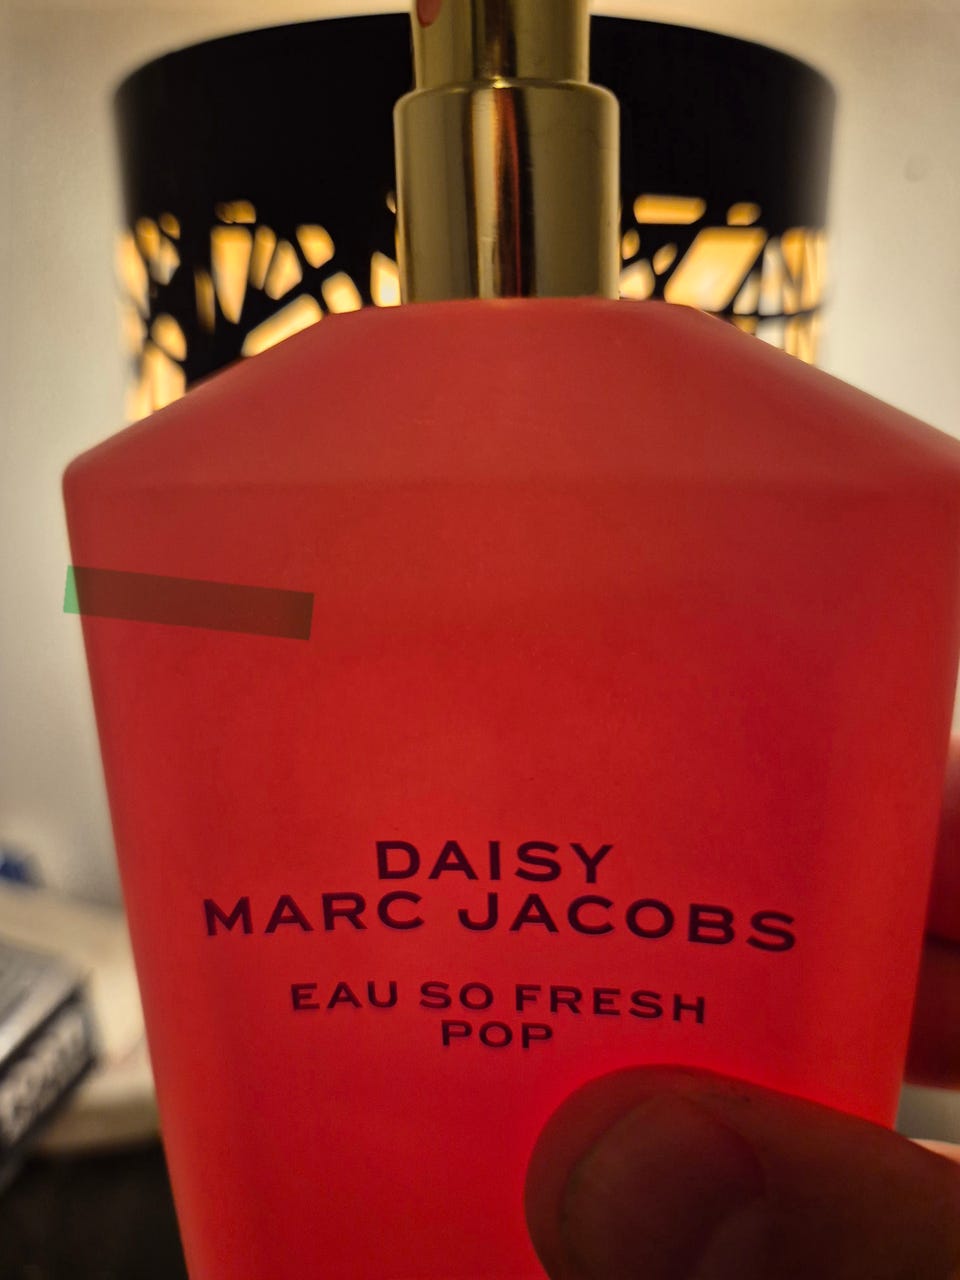 DAISY
MARC JACOBS
EAU SO FRESH
POP